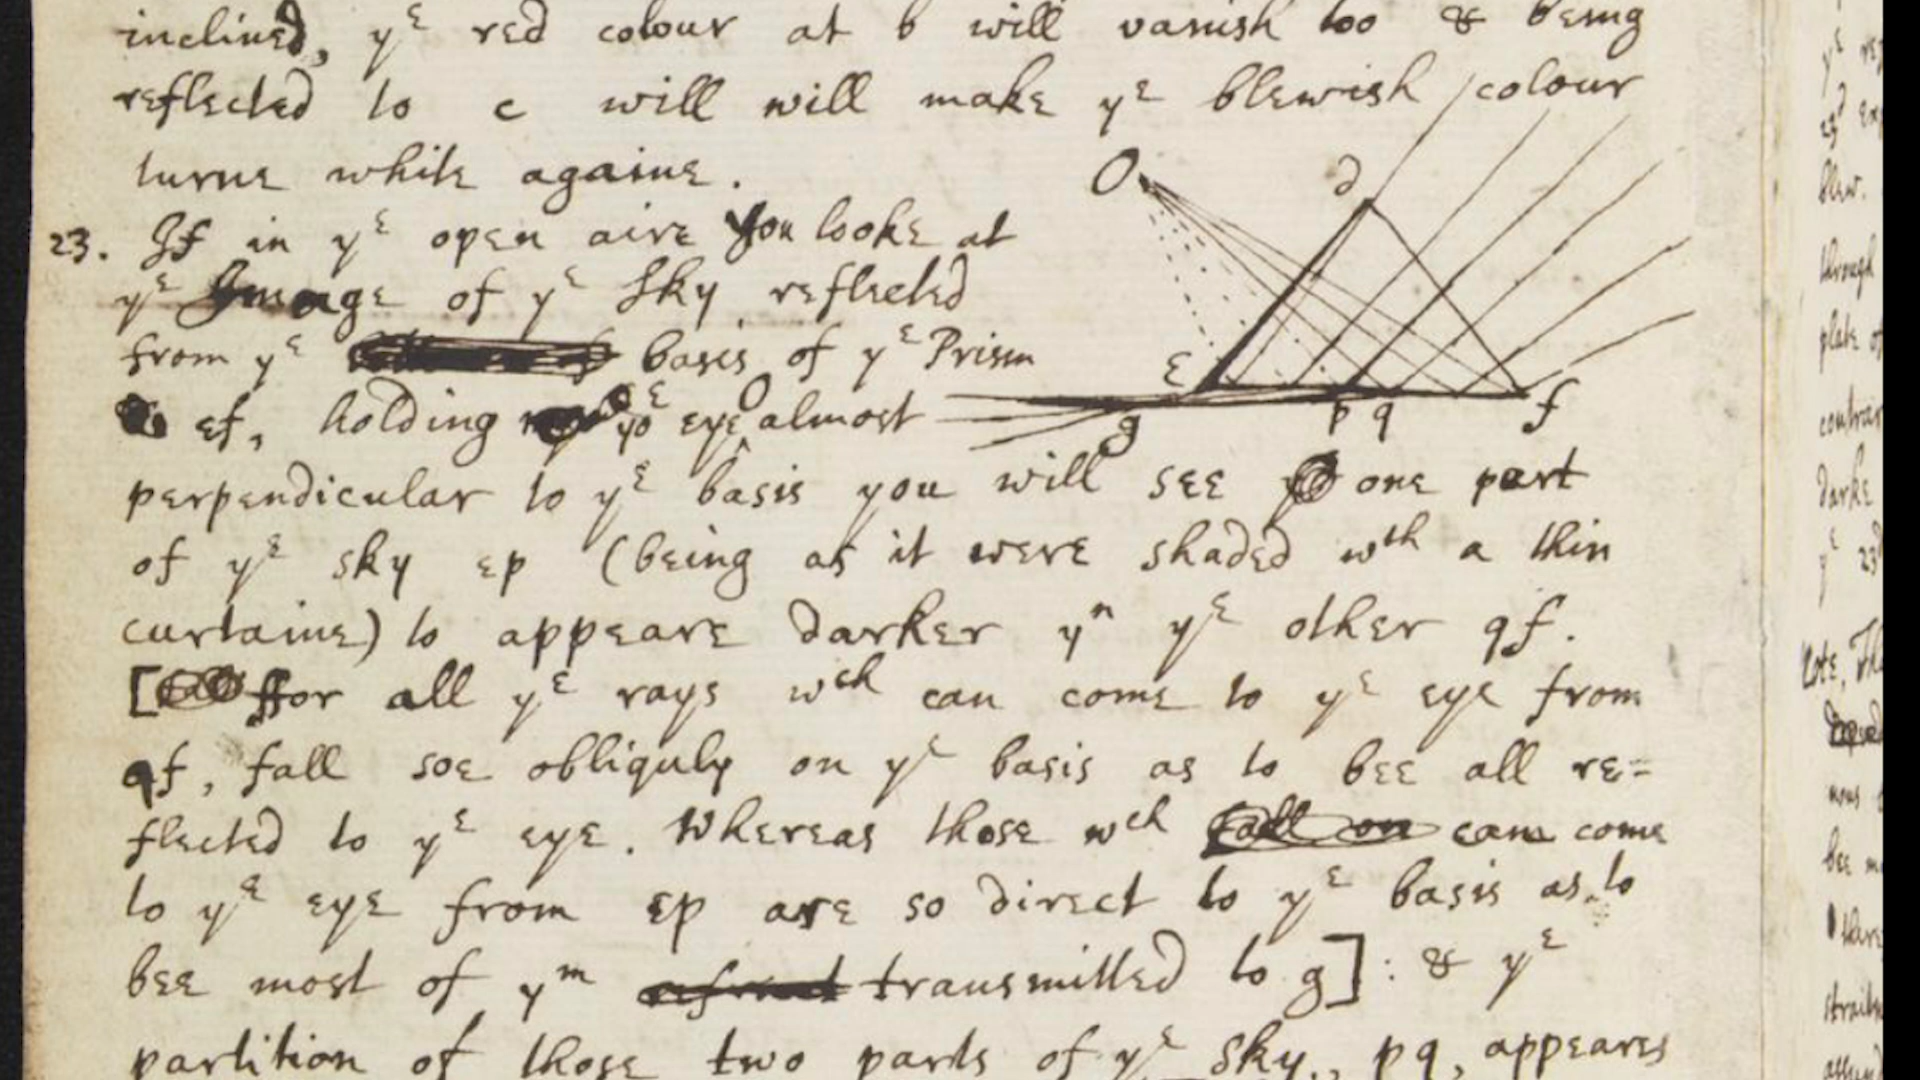 inclined, yᵉ red colour at b will vanish too & being
reflected to c will will make yᵉ blewish colour
turne white againe.
O d
23. If in yᵉ open aire you looke at
yᵉ Image of yᵉ Sky reflected
from yᵉ basis of yᵉ Prism
ef, holding yoᵉ eye O almost
e g p q f
perpendicular to yᵉ basis you will see one part
of yᵉ sky ep (being as it were shaded wᵗʰ a thin
curtaine) to appeare darker yⁿ yᵉ other qf.
[ffor all yᵉ rays wᶜʰ can come to yᵉ eye from
qf, fall soe obliquly on yᵉ basis as to bee all re=
flected to yᵉ eye. Whereas those wᶜʰ can come
to yᵉ eye from ep are so direct to yᵉ basis as to
bee most of yᵐ transmitted to g]: & yᵉ
partition of those two parts of yᵉ sky, pq, appeares